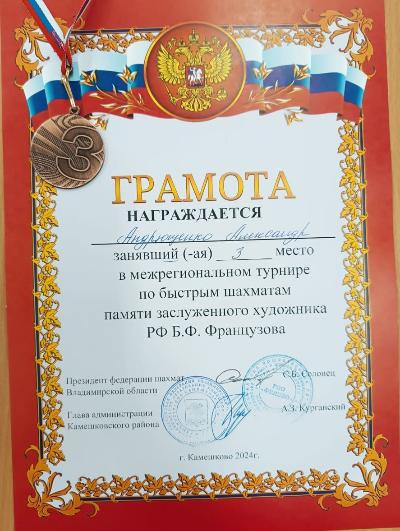 3
ГРАМОТА
НАГРАЖДАЕТСЯ
Андрющенко Александр
занявший (-ая) 3 место
в межрегиональном турнире
по быстрым шахматам
памяти заслуженного художника
РФ Б.Ф. Французова
Президент федерации шахмат С.Б. Соловец
Владимирской области
Глава администрации А.З. Курганский
Камешковского района
г. Камешково 2024г.